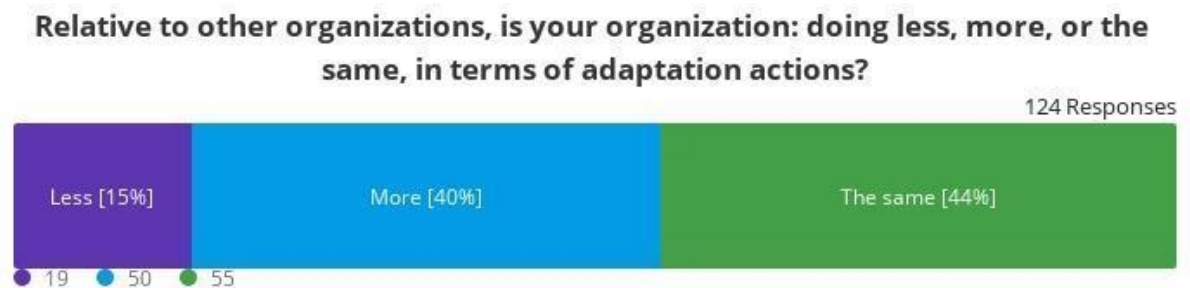 Relative to other organizations, is your organization: doing less, more, or the
same, in terms of adaptation actions?
124 Responses
Less [15%] More [40%] The same [44%]
19 50 55